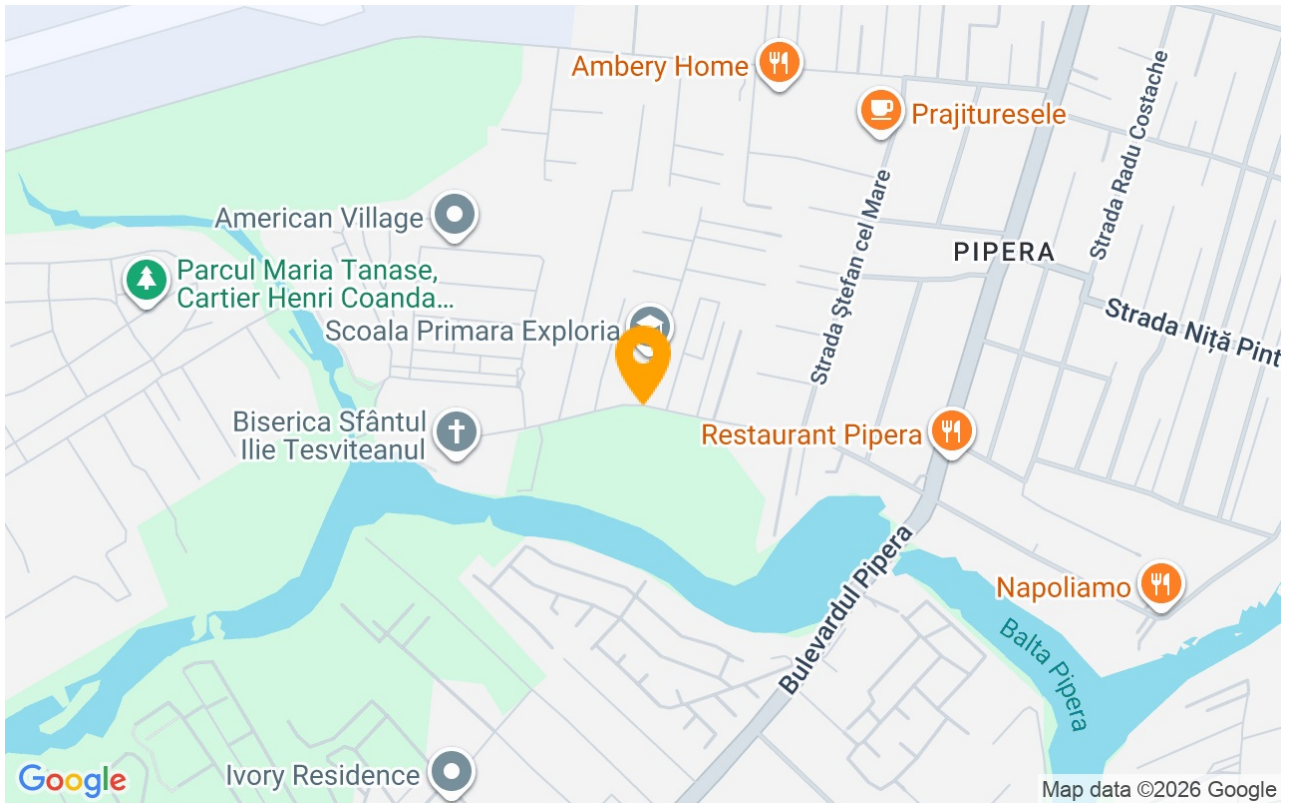 Ambery Home
Prajituresele
Strada Radu Costache
American Village
Strada Ștefan cel Mare
PIPERA
Parcul Maria Tanase,
Cartier Henri Coanda...
Strada Niță Pint
Scoala Primara Exploria
Biserica Sfântul
Ilie Tesviteanul
Restaurant Pipera
Bulevardul Pipera
Napoliamo
Balta Pipera
Ivory Residence
Google
Map data ©2026 Google